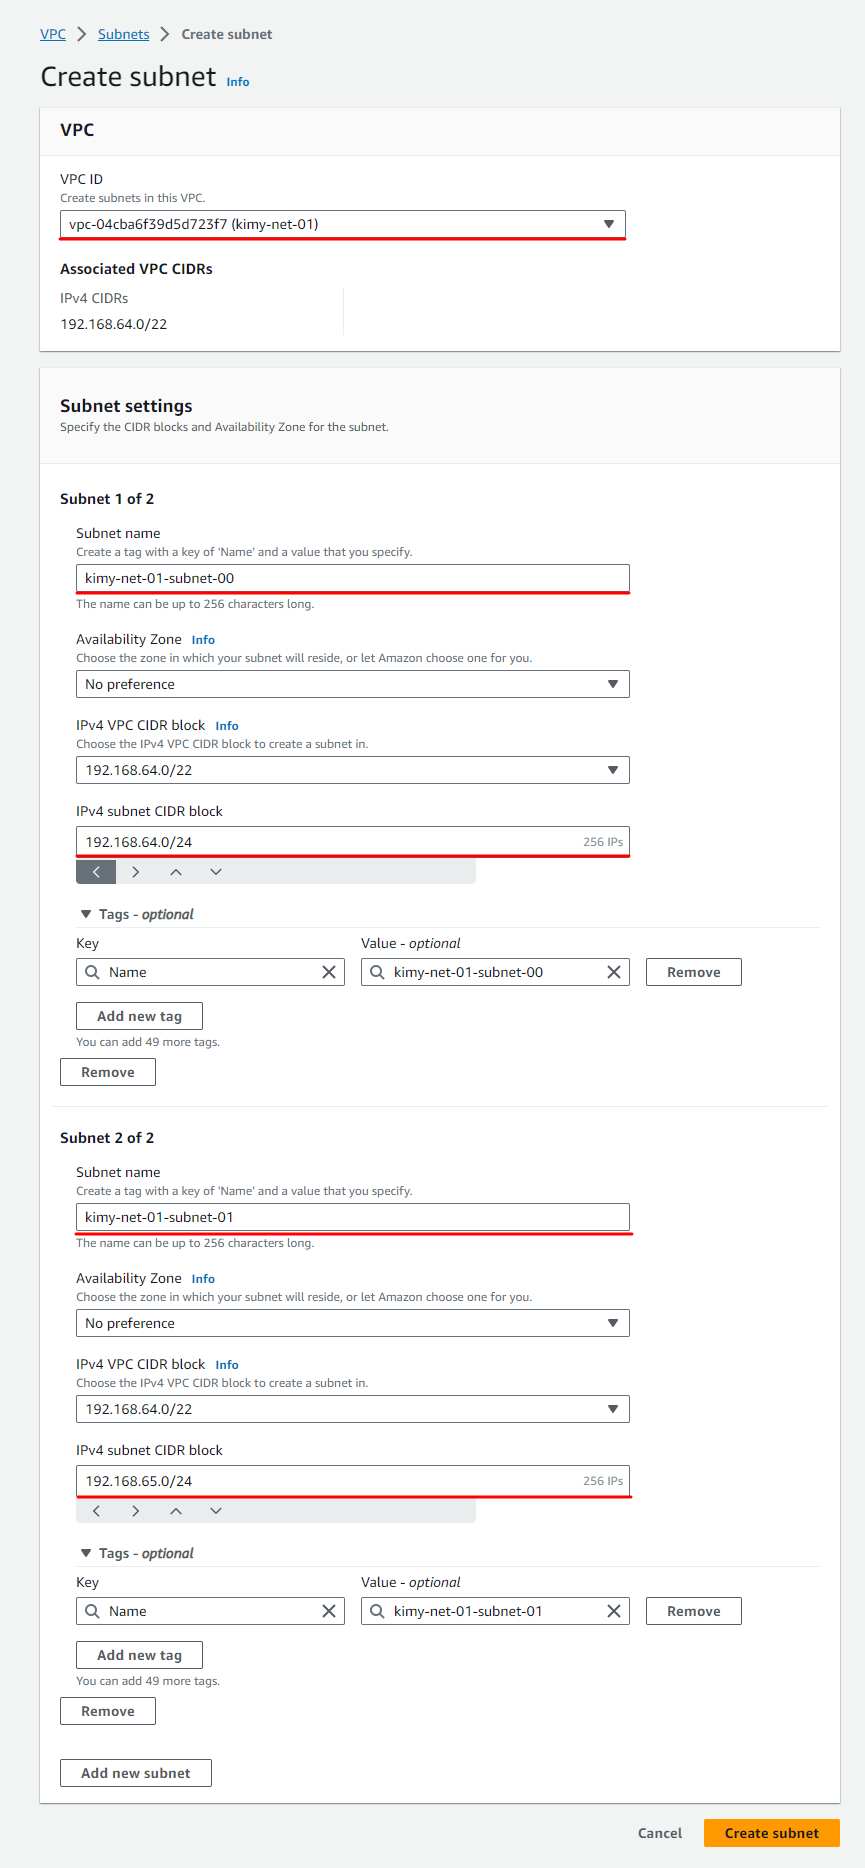 VPC > Subnets > Create subnet
Create subnet Info
VPC
VPC ID
Create subnets in this VPC.
vpc-04cba6f39d5d723f7 (kimy-net-01)
Associated VPC CIDRs
IPv4 CIDRs
192.168.64.0/22
Subnet settings
Specify the CIDR blocks and Availability Zone for the subnet.
Subnet 1 of 2
Subnet name
Create a tag with a key of 'Name' and a value that you specify.
kimy-net-01-subnet-00
The name can be up to 256 characters long.
Availability Zone Info
Choose the zone in which your subnet will reside, or let Amazon choose one for you.
No preference
IPv4 VPC CIDR block Info
Choose the IPv4 VPC CIDR block to create a subnet in.
192.168.64.0/22
IPv4 subnet CIDR block
192.168.64.0/24 256 IPs
Tags - optional
Key Value - optional
Name kimy-net-01-subnet-00 Remove
Add new tag
You can add 49 more tags.
Remove
Subnet 2 of 2
Subnet name
Create a tag with a key of 'Name' and a value that you specify.
kimy-net-01-subnet-01
The name can be up to 256 characters long.
Availability Zone Info
Choose the zone in which your subnet will reside, or let Amazon choose one for you.
No preference
IPv4 VPC CIDR block Info
Choose the IPv4 VPC CIDR block to create a subnet in.
192.168.64.0/22
IPv4 subnet CIDR block
192.168.65.0/24 256 IPs
Tags - optional
Key Value - optional
Name kimy-net-01-subnet-01 Remove
Add new tag
You can add 49 more tags.
Remove
Add new subnet
Cancel Create subnet